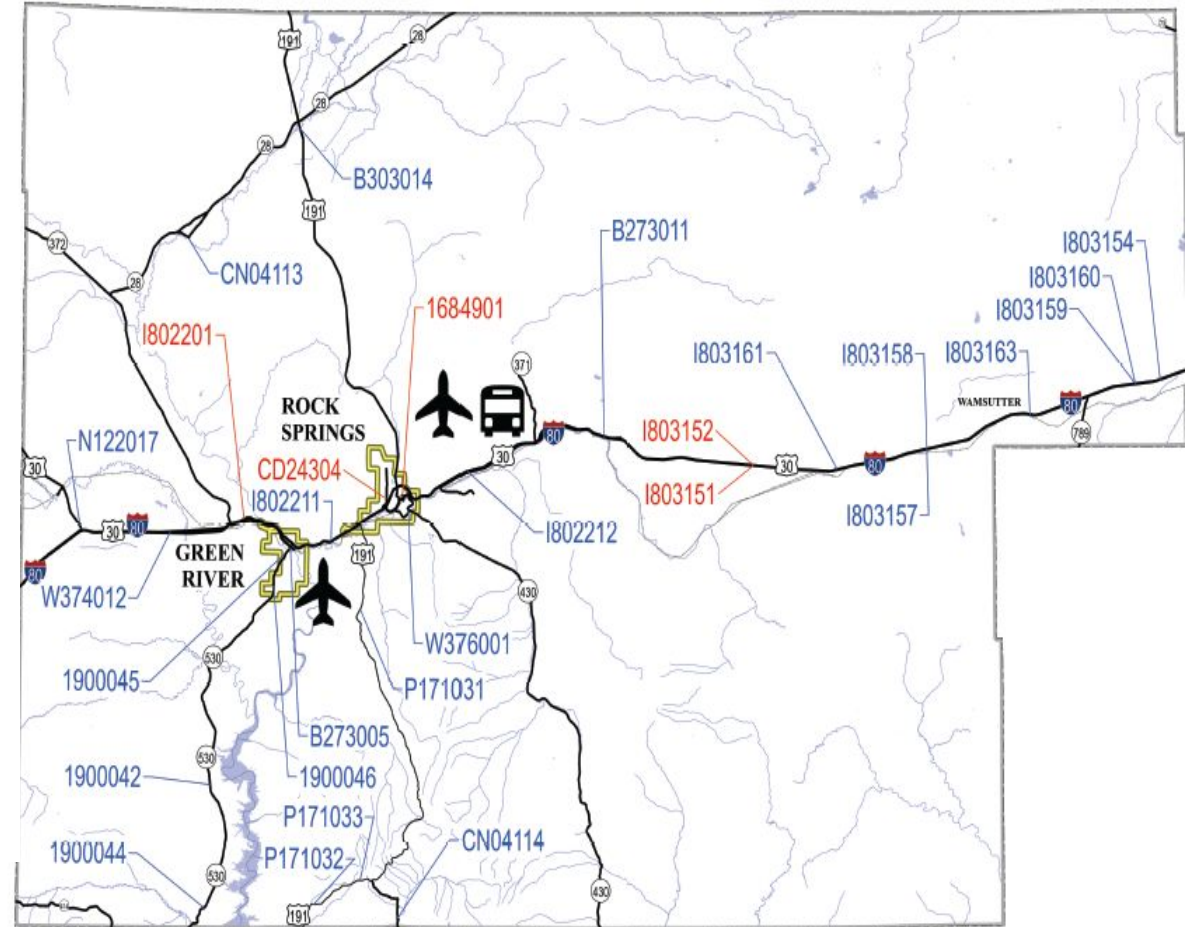 191
28
28
28
B303014
191
B273011
372
I803154
CN04113
I803160
28
I803159
1684901
I802201
I803161
I803158
I803163
371
ROCK
SPRINGS
WAMSUTTER
80
789
N122017
I803152
80
30
CD24304
30
30
80
I803151
I802211
I802212
I803157
30
80
GREEN
RIVER
191
80
W374012
430
W376001
530
1900045
P171031
B273005
530
1900042
1900046
P171033
CN04114
1900044
P171032
530
430
191